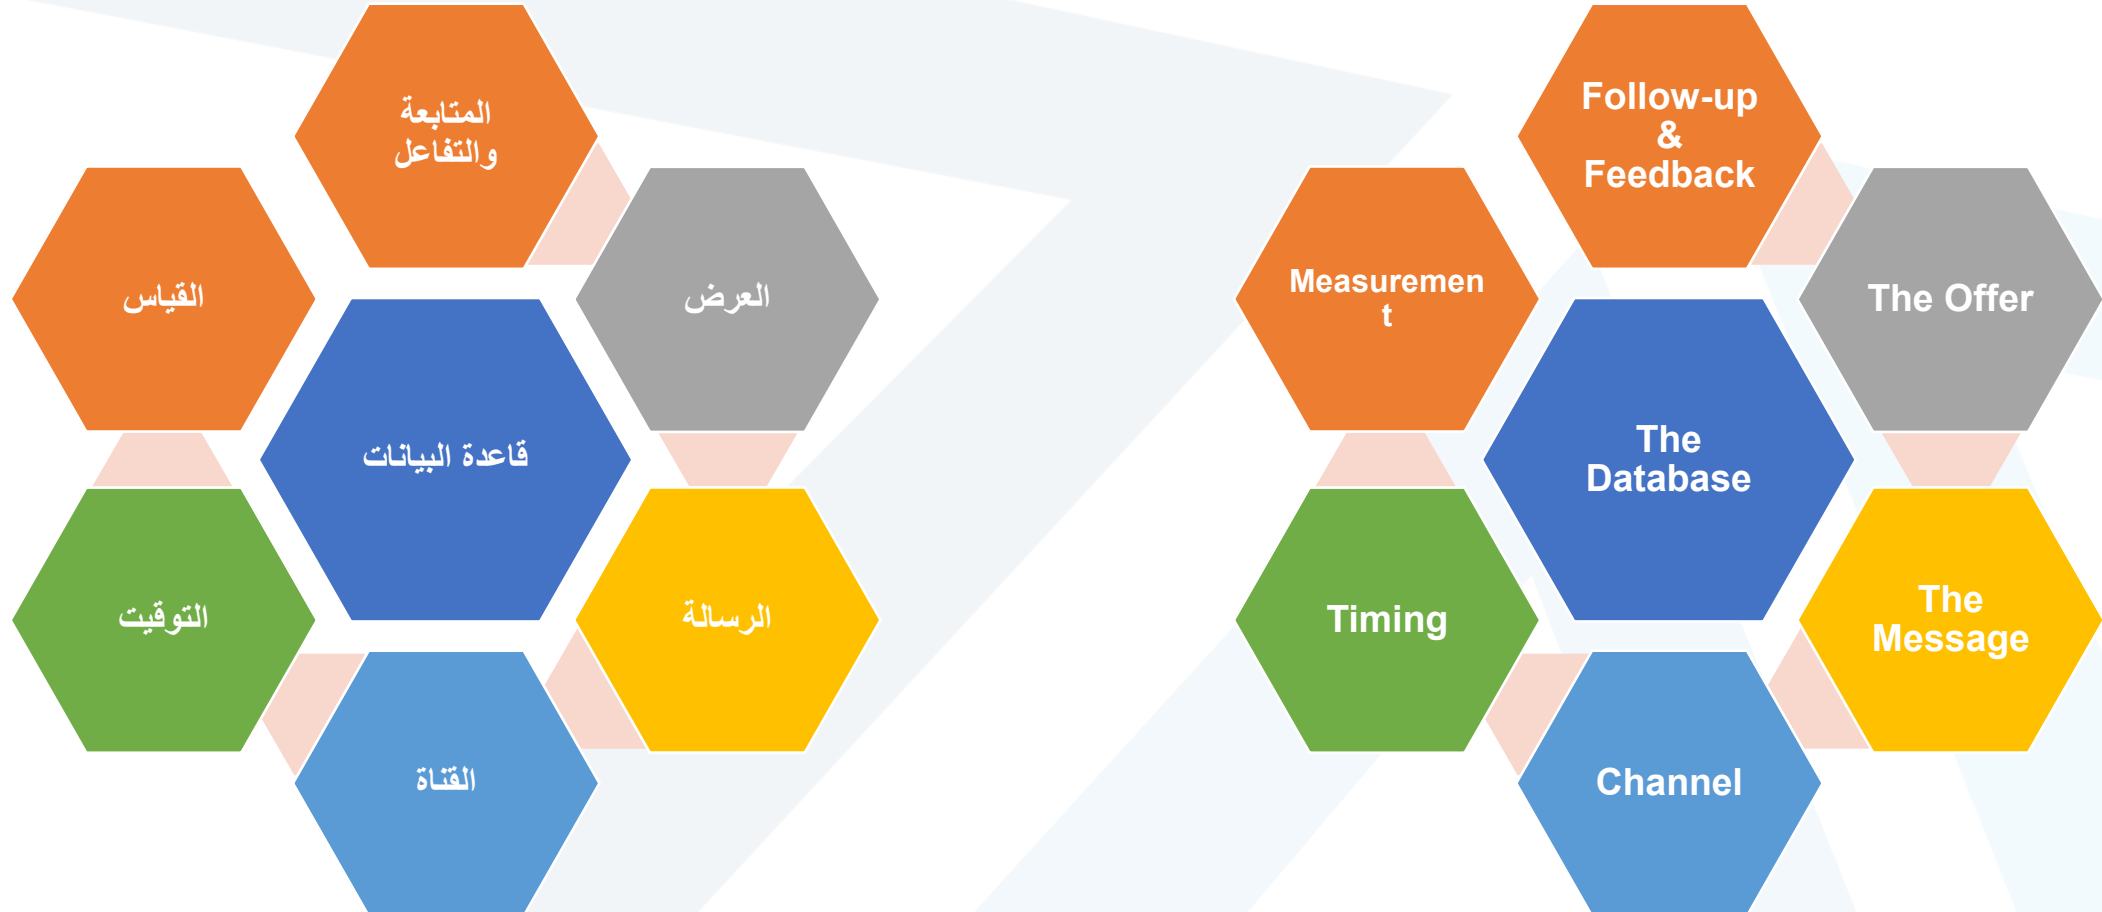 المتابعة
والتفاعل
العرض
القياس
قاعدة البيانات
الرسالة
التوقيت
القناة
Follow-up
&
Feedback
The Offer
Measuremen
t
The
Database
The
Message
Timing
Channel